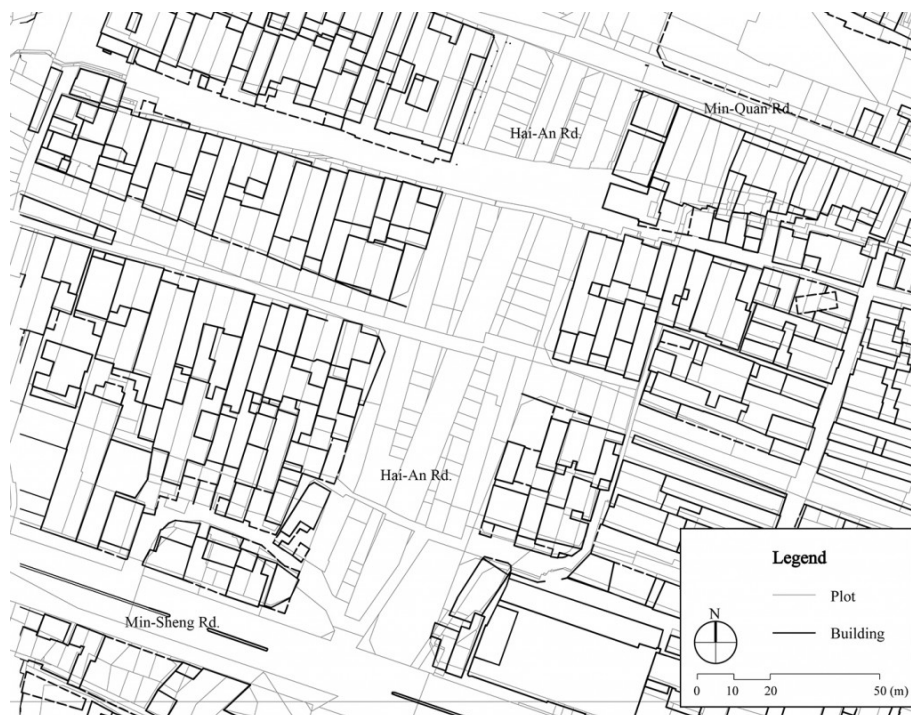 Min-Quan Rd.
Hai-An Rd.
Hai-An Rd.
Min-Sheng Rd.
Legend
Plot
Building
N
0 10 20 50 (m)